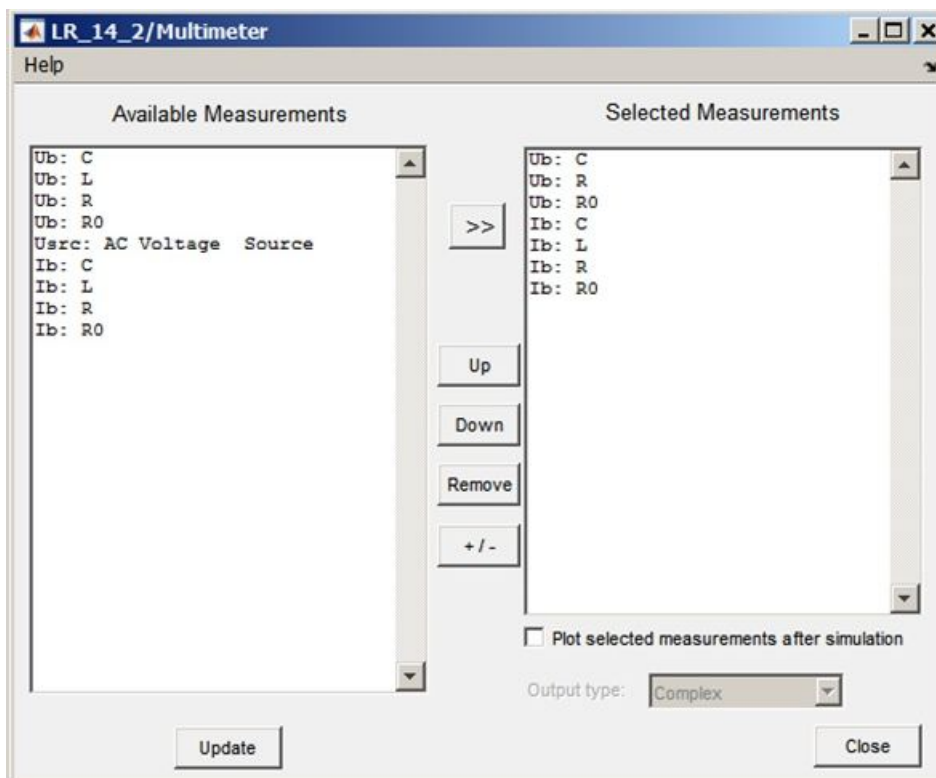 LR_14_2/Multimeter
Help
Available Measurements
Ub: C
Ub: L
Ub: R
Ub: R0
Usrc: AC Voltage  Source
Ib: C
Ib: L
Ib: R
Ib: R0
>>
Up
Down
Remove
+ / -
Selected Measurements
Ub: C
Ub: R
Ub: R0
Ib: C
Ib: L
Ib: R
Ib: R0
Plot selected measurements after simulation
Output type: Complex
Update
Close